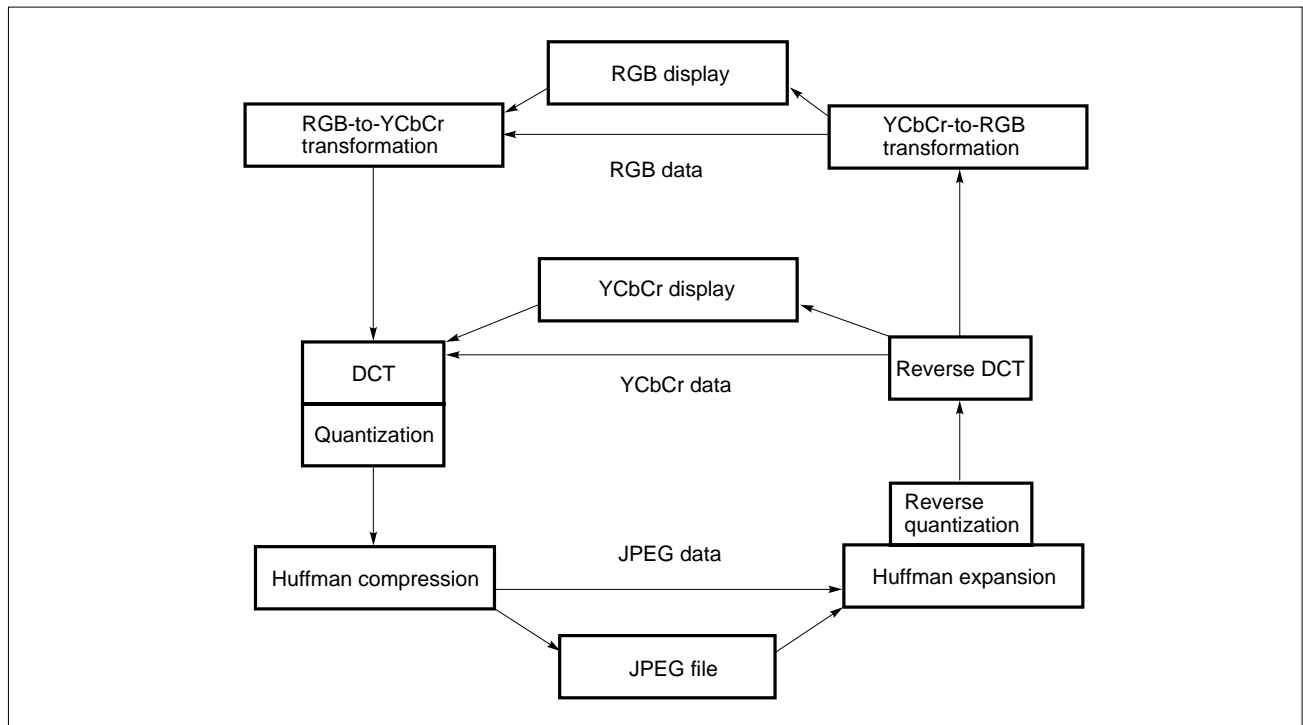 RGB display
RGB-to-YCbCr
transformation
YCbCr-to-RGB
transformation
RGB data
YCbCr display
DCT
YCbCr data
Reverse DCT
Quantization
Reverse
quantization
JPEG data
Huffman compression
Huffman expansion
JPEG file